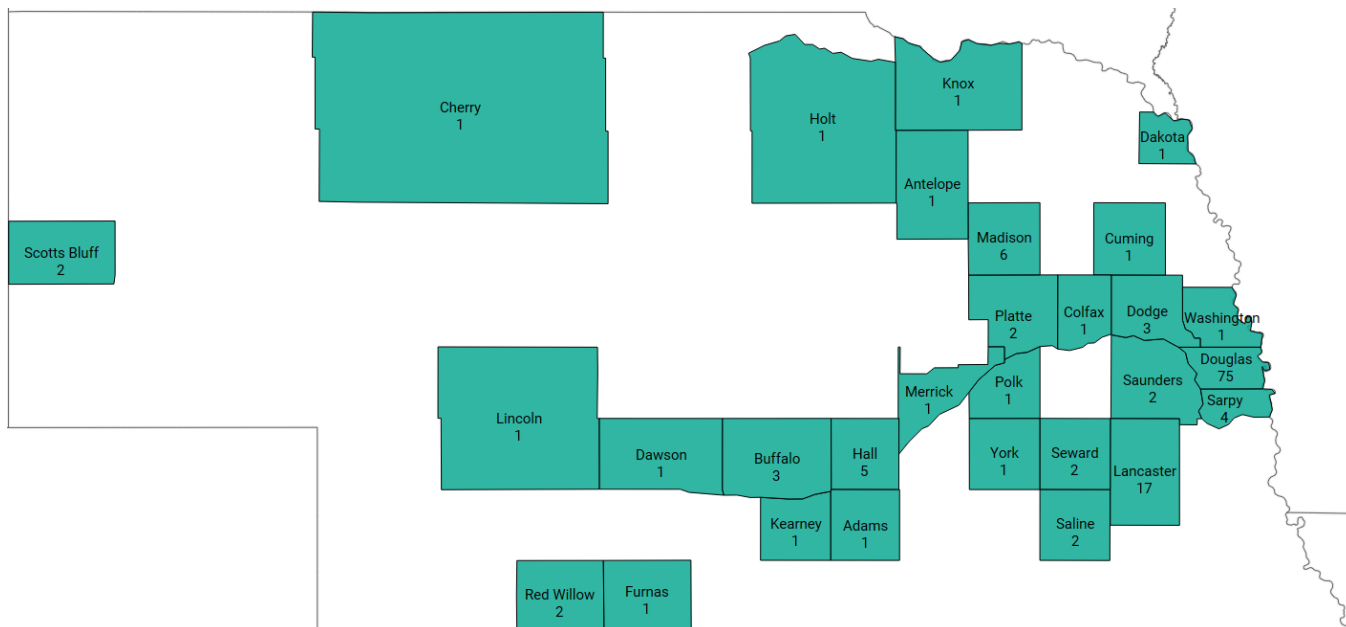 Cherry
1
Holt
1
Knox
1
Dakota
1
Antelope
1
Scotts Bluff
2
Madison
6
Cuming
1
Platte
2
Colfax
1
Dodge
3
Washington
1
Douglas
75
Saunders
2
Sarpy
4
Merrick
1
Polk
1
Lincoln
1
Dawson
1
Buffalo
3
Hall
5
York
1
Seward
2
Lancaster
17
Kearney
1
Adams
1
Saline
2
Red Willow
2
Furnas
1